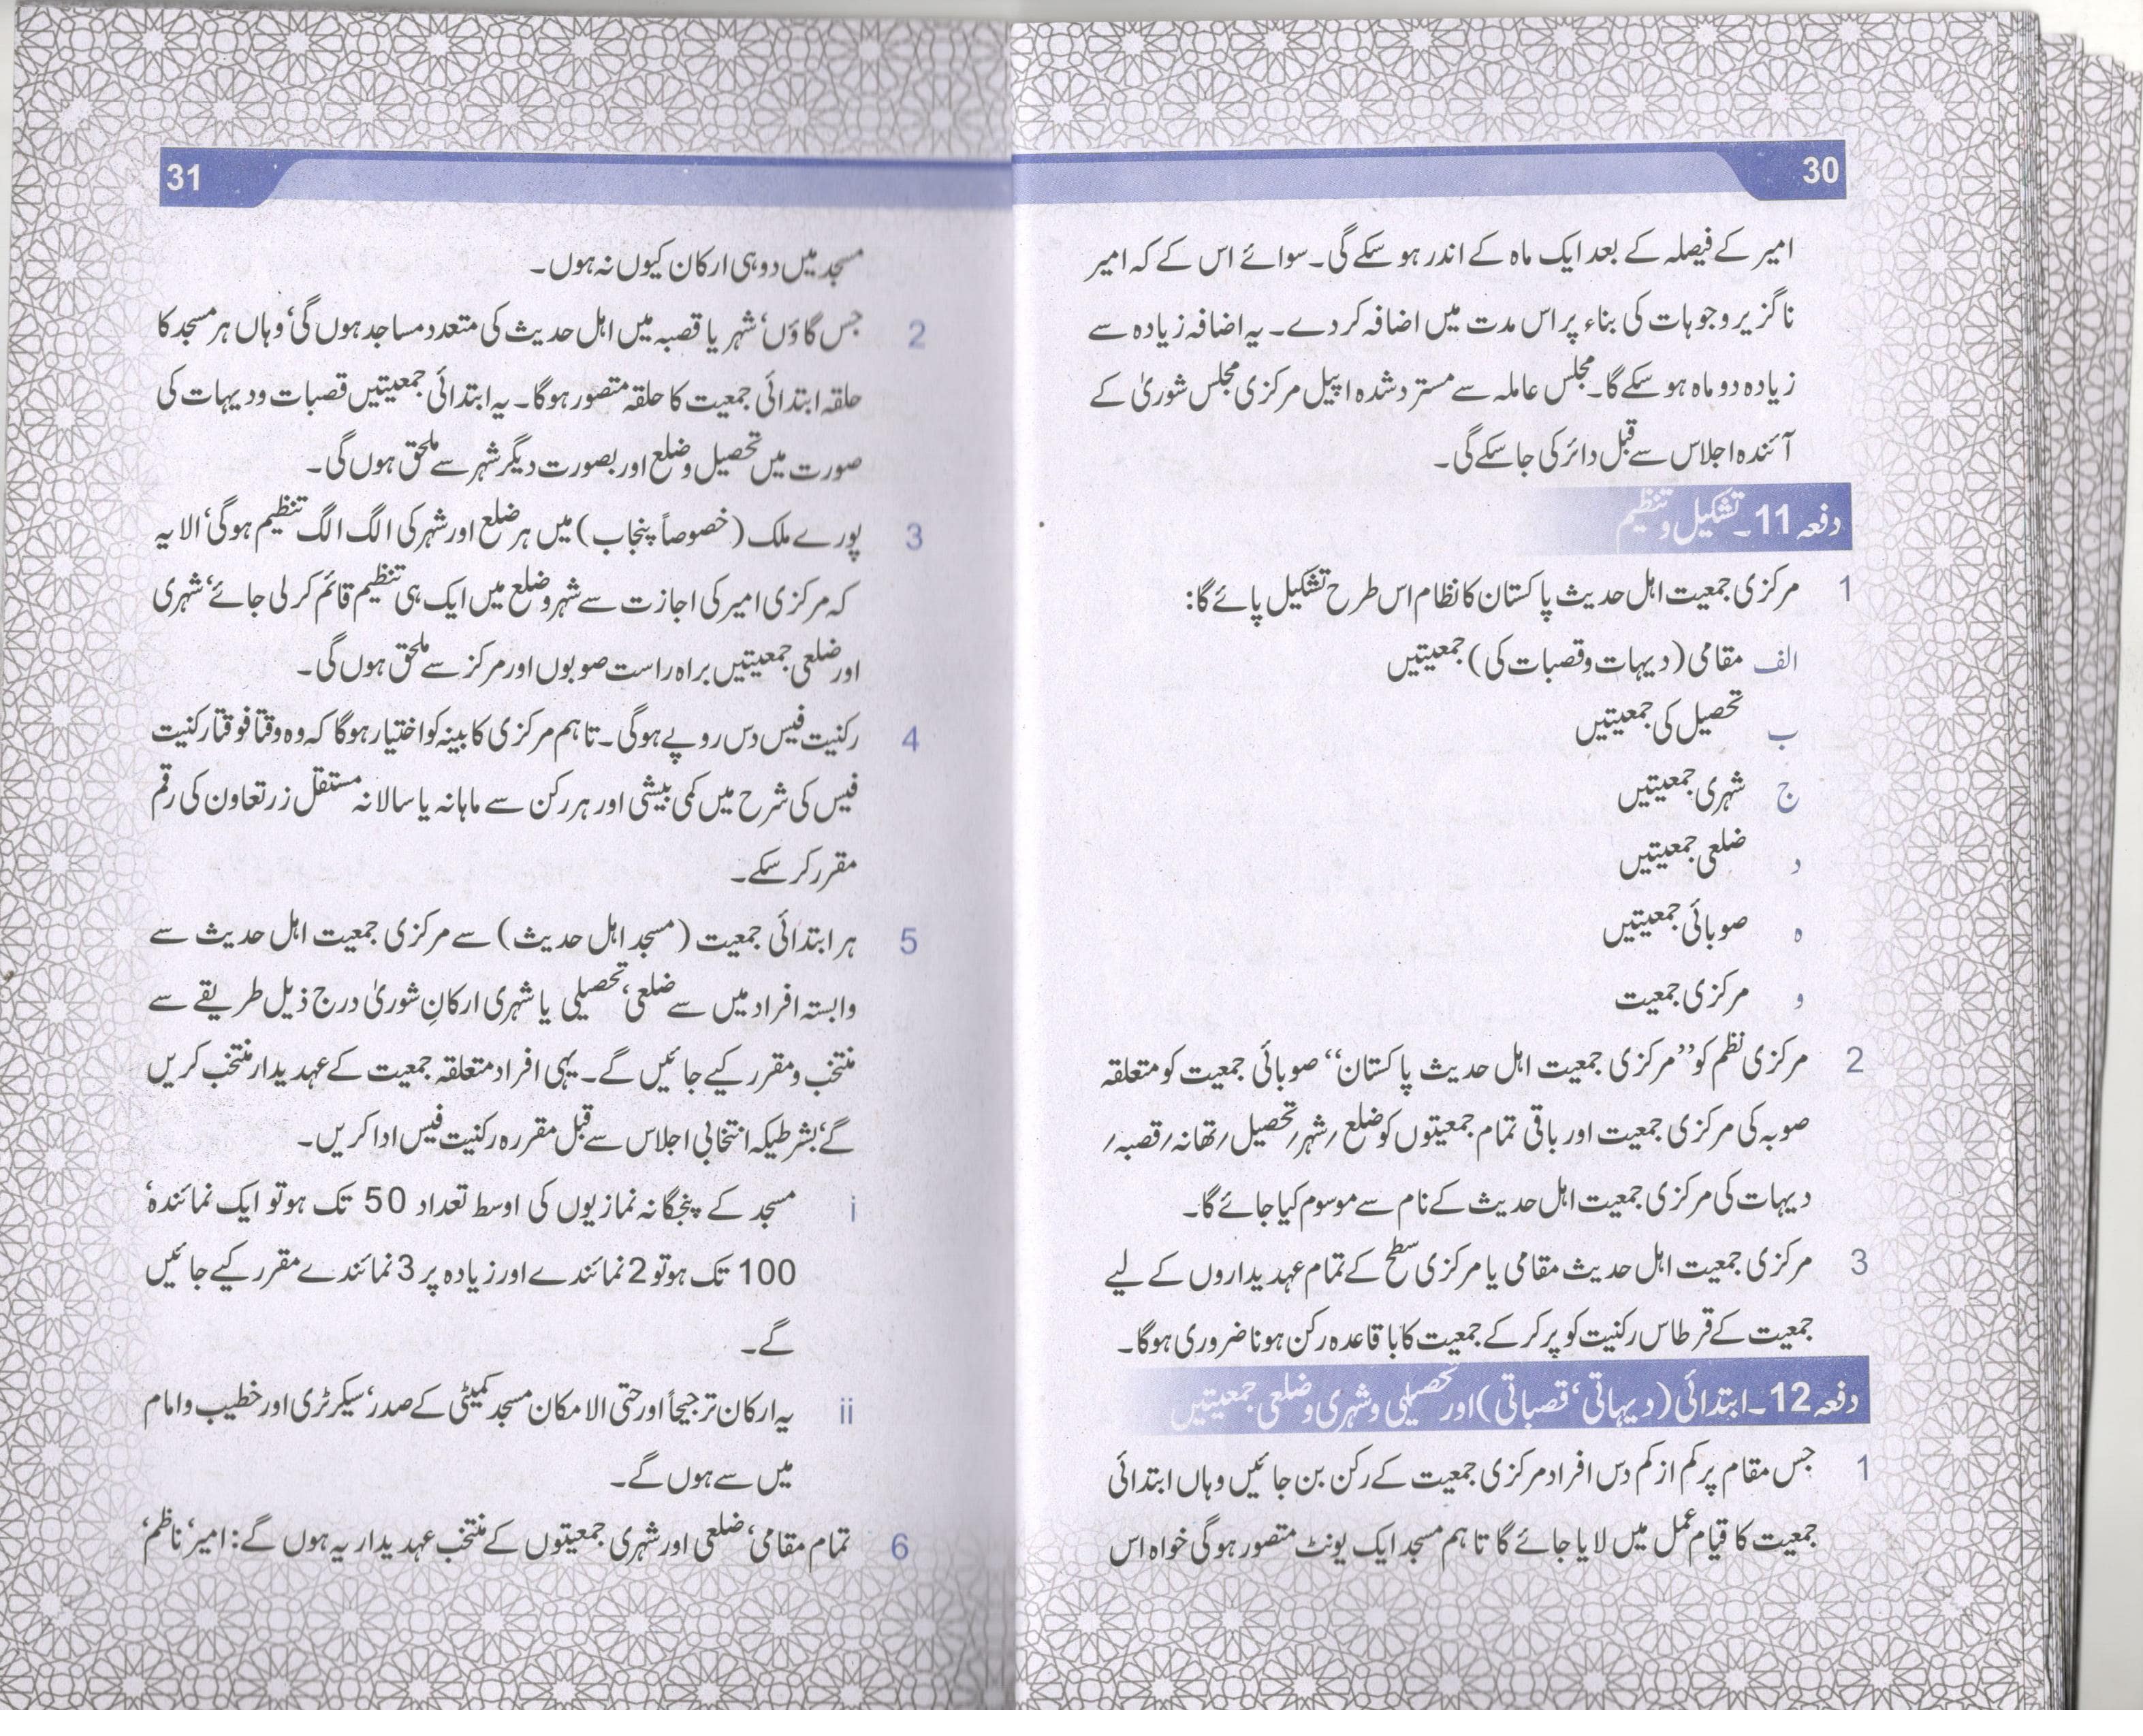 30
امیر کے فیصلہ کے بعد ایک ماہ کے اندر ہو سکے گی۔ سوائے اس کے کہ امیر
ناگزیر وجوہات کی بناء پر اس مدت میں اضافہ کر دے۔ یہ اضافہ زیادہ سے
زیادہ دو ماہ ہو سکے گا۔ مجلس عاملہ سے مسترد شدہ اپیل مرکزی مجلس شوریٰ کے
آئندہ اجلاس سے قبل دائر کی جا سکے گی۔
دفعہ 11۔ تشکیل و تنظیم
1 مرکزی جمعیت اہل حدیث پاکستان کا نظام اس طرح تشکیل پائے گا:
الف مقامی (دیہات و قصبات کی) جمعیتیں
ب تحصیل کی جمعیتیں
ج شہری جمعیتیں
د ضلعی جمعیتیں
ہ صوبائی جمعیتیں
و مرکزی جمعیت
2 مرکزی نظم کو ”مرکزی جمعیت اہل حدیث پاکستان“ صوبائی جمعیت کو متعلقہ
صوبہ کی مرکزی جمعیت اور باقی تمام جمعیتوں کو ضلع؍ شہر؍ تحصیل؍ تھانہ؍ قصبہ؍
دیہات کی مرکزی جمعیت اہل حدیث کے نام سے موسوم کیا جائے گا۔
3 مرکزی جمعیت اہل حدیث مقامی یا مرکزی سطح کے تمام عہدیداروں کے لیے
جمعیت کے قرطاس رکنیت کو پر کر کے جمعیت کا باقاعدہ رکن ہونا ضروری ہوگا۔
دفعہ 12۔ ابتدائی (دیہاتی‘ قصباتی) اور تحصیلی و شہری و ضلعی جمعیتیں
1 جس مقام پر کم از کم دس افراد مرکزی جمعیت کے رکن بن جائیں وہاں ابتدائی
جمعیت کا قیام عمل میں لایا جائے گا تاہم مسجد ایک یونٹ متصور ہوگی خواہ اس
31
مسجد میں دو ہی ارکان کیوں نہ ہوں۔
2 جس گاؤں‘ شہر یا قصبہ میں اہل حدیث کی متعدد مساجد ہوں گی‘ وہاں ہر مسجد کا
حلقہ ابتدائی جمعیت کا حلقہ متصور ہوگا۔ یہ ابتدائی جمعیتیں قصبات و دیہات کی
صورت میں تحصیل و ضلع اور بصورت دیگر شہر سے ملحق ہوں گی۔
3 پورے ملک (خصوصاً پنجاب) میں ہر ضلع اور شہر کی الگ الگ تنظیم ہوگی‘ الا یہ
کہ مرکزی امیر کی اجازت سے شہر و ضلع میں ایک ہی تنظیم قائم کر لی جائے‘ شہری
اور ضلعی جمعیتیں براہ راست صوبوں اور مرکز سے ملحق ہوں گی۔
4 رکنیت فیس دس روپے ہوگی۔ تاہم مرکزی کابینہ کو اختیار ہوگا کہ وہ وقتا فوقتا رکنیت
فیس کی شرح میں کمی بیشی اور ہر رکن سے ماہانہ یا سالانہ مستقل زر تعاون کی رقم
مقرر کر سکے۔
5 ہر ابتدائی جمعیت (مسجد اہل حدیث) سے مرکزی جمعیت اہل حدیث سے
وابستہ افراد میں سے ضلعی‘ تحصیلی یا شہری ارکانِ شوریٰ درج ذیل طریقے سے
منتخب و مقرر کیے جائیں گے۔ یہی افراد متعلقہ جمعیت کے عہدیدار منتخب کریں
گے‘ بشرطیکہ انتخابی اجلاس سے قبل مقررہ رکنیت فیس ادا کریں۔
i مسجد کے پنجگانہ نمازیوں کی اوسط تعداد 50 تک ہو تو ایک نمائندہ‘
100 تک ہو تو 2 نمائندے اور زیادہ پر 3 نمائندے مقرر کیے جائیں
گے۔
ii یہ ارکان ترجیحاً اور حتی الامکان مسجد کمیٹی کے صدر‘ سیکرٹری اور خطیب و امام
میں سے ہوں گے۔
6 تمام مقامی‘ ضلعی اور شہری جمعیتوں کے منتخب عہدیدار یہ ہوں گے: امیر‘ ناظم‘